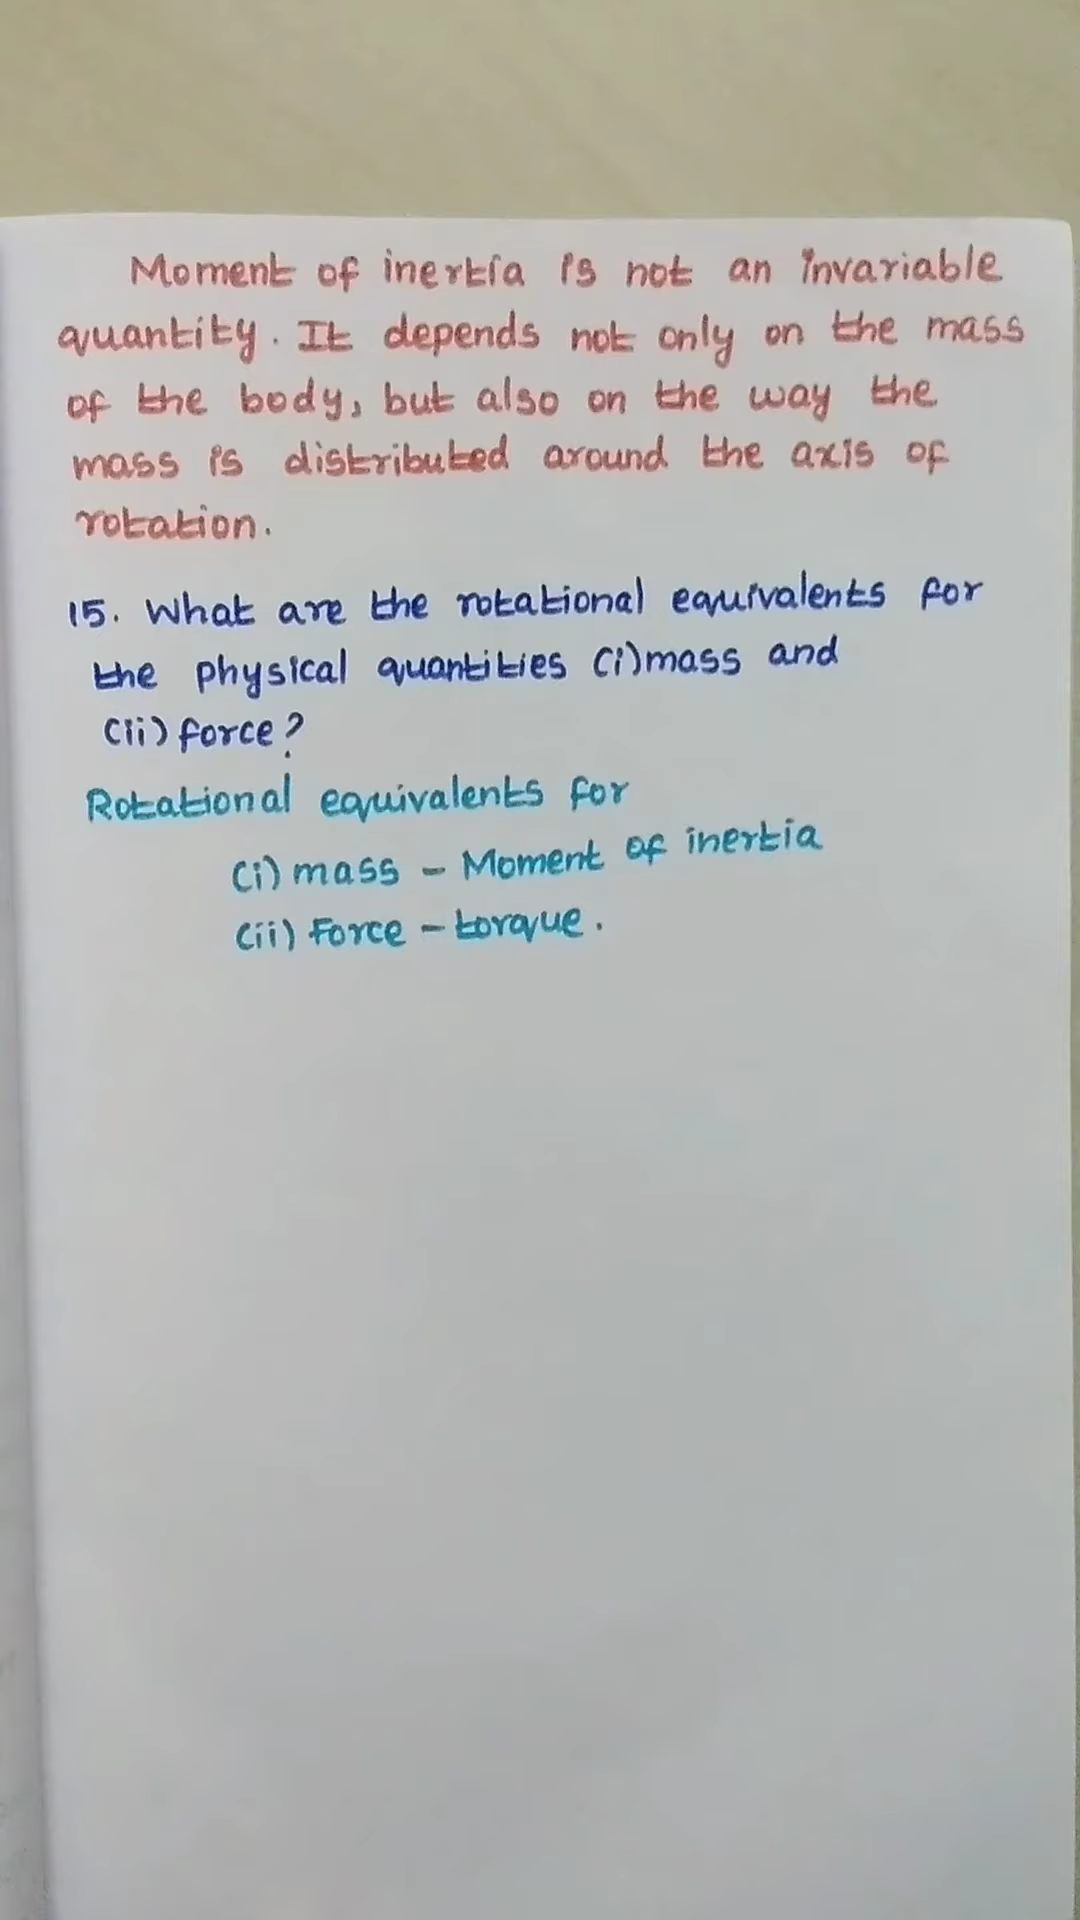 Moment of inertia is not an invariable
quantity. It depends not only on the mass
of the body, but also on the way the
mass is distributed around the axis of
rotation.
15. What are the rotational equivalents for
the physical quantities (i) mass and
(ii) force?
Rotational equivalents for
(i) mass - Moment of inertia
(ii) Force - torque.